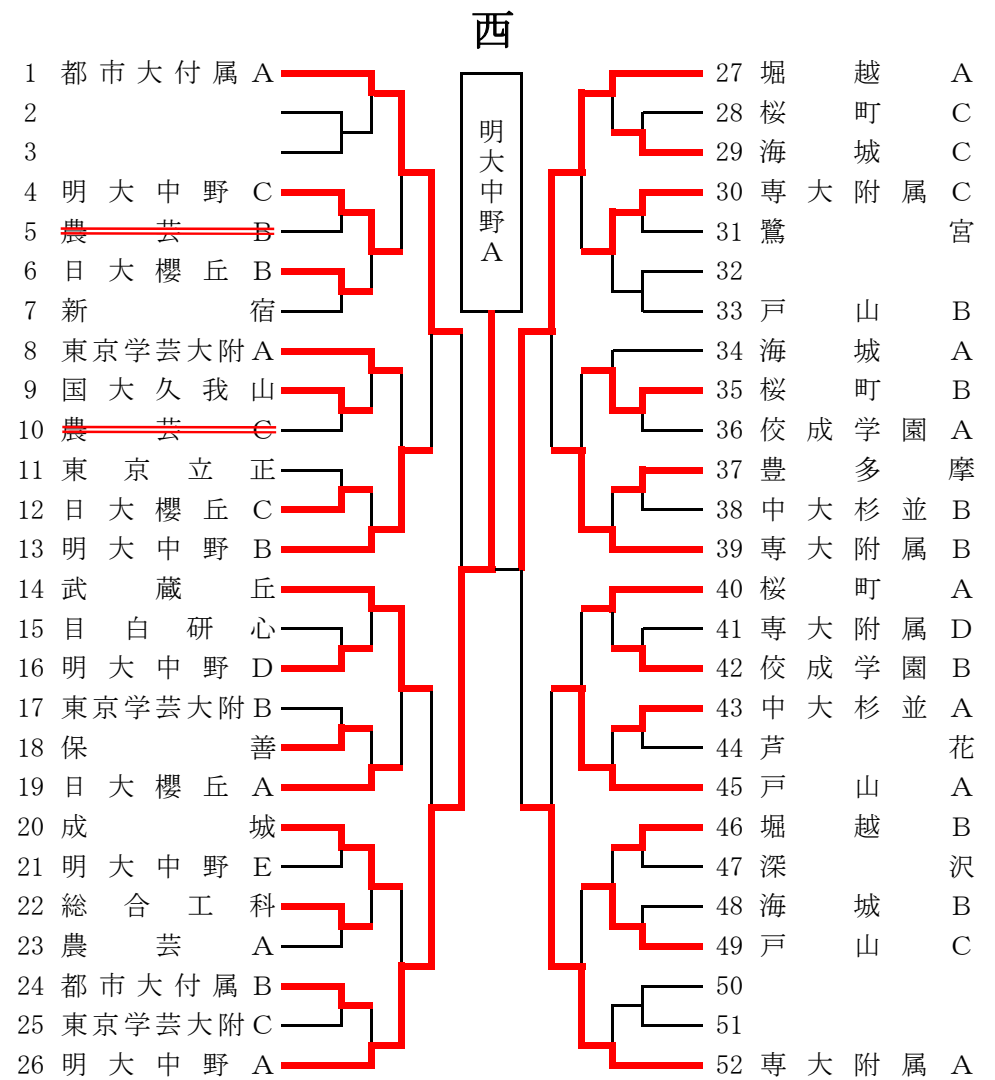 西
明大中野A
1 都市大付属A
2
3
4 明大中野C
5 農芸B
6 日大櫻丘B
7 新宿
8 東京学芸大附A
9 国大久我山
10 農芸C
11 東京立正
12 日大櫻丘C
13 明大中野B
14 武蔵丘
15 目白研心
16 明大中野D
17 東京学芸大附B
18 保善
19 日大櫻丘A
20 成城
21 明大中野E
22 総合工科
23 農芸A
24 都市大付属B
25 東京学芸大附C
26 明大中野A
27 堀越A
28 桜町C
29 海城C
30 専大附属C
31 鷺宮
32
33 戸山B
34 海城A
35 桜町B
36 佼成学園A
37 豊多摩
38 中大杉並B
39 専大附属B
40 桜町A
41 専大附属D
42 佼成学園B
43 中大杉並A
44 芦花
45 戸山A
46 堀越B
47 深沢
48 海城B
49 戸山C
50
51
52 専大附属A